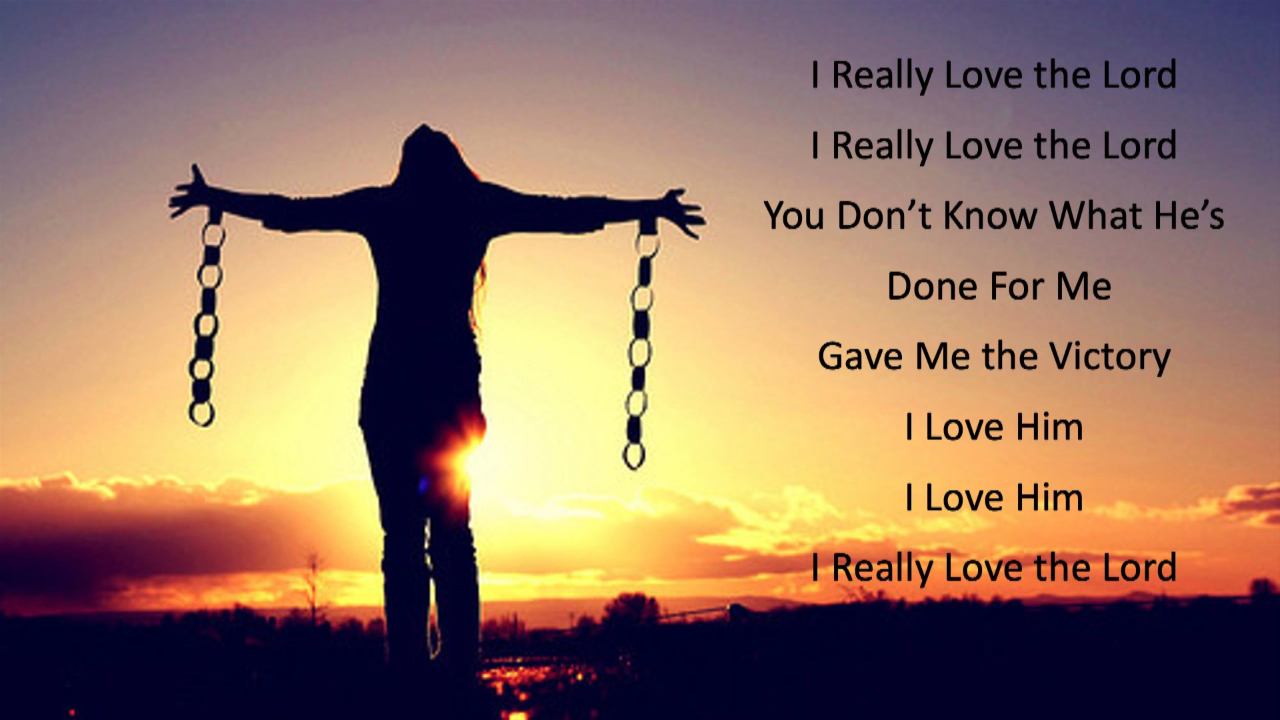 I Really Love the Lord
I Really Love the Lord
You Don’t Know What He’s
Done For Me
Gave Me the Victory
I Love Him
I Love Him
I Really Love the Lord